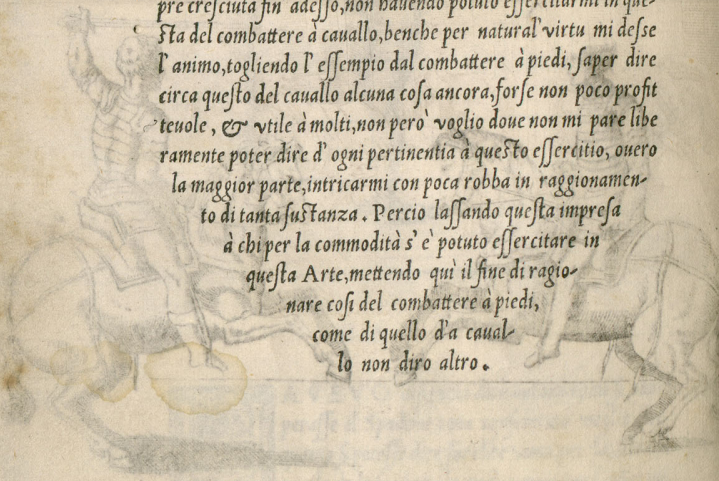 pre cresciuta fin adesso, non hauendo potuto essercitarmi in que-
sta del combattere à cauallo, benche per natural' virtu mi desse
l' animo, togliendo l' essempio dal combattere à piedi, saper dire
circa questo del cauallo alcuna cosa ancora, forse non poco profit
teuole, & vtile à molti, non però voglio doue non mi pare libe
ramente poter dire d' ogni pertinentia à questo essercitio, ouero
la maggior parte, intricarmi con poca robba in raggionamen-
to di tanta sustanza. Percio lassando questa impresa
à chi per la commodità s' è potuto essercitare in
questa Arte, mettendo quì il fine di ragio-
nare cosi del combattere à piedi,
come di quello d'a caual-
lo non diro altro.